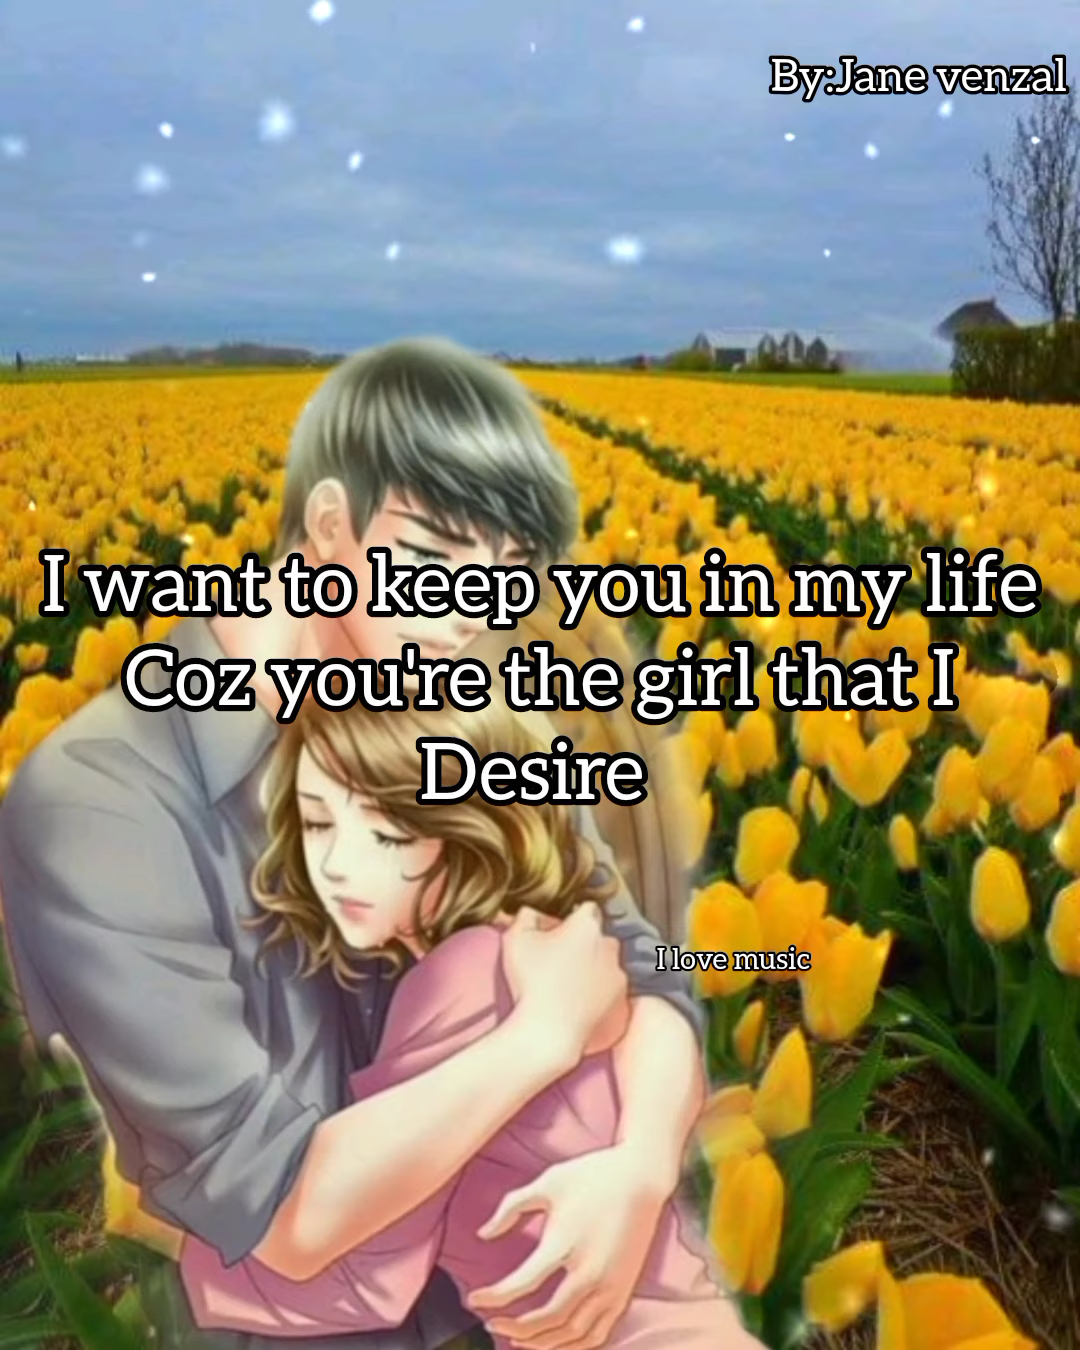 By:Jane venzal
I want to keep you in my life
Coz you're the girl that I
Desire
I love music